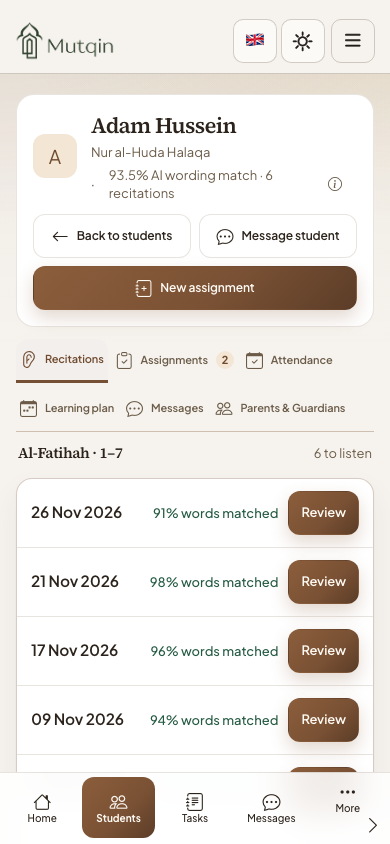 Mutqin
Adam Hussein
A
Nur al-Huda Halaqa
· 93.5% AI wording match · 6
recitations
Back to students
Message student
New assignment
Recitations
Assignments 2
Attendance
Learning plan
Messages
Parents & Guardians
Al-Fatihah · 1–7
6 to listen
26 Nov 2026 91% words matched Review
21 Nov 2026 98% words matched Review
17 Nov 2026 96% words matched Review
09 Nov 2026 94% words matched Review
Home
Students
Tasks
Messages
More